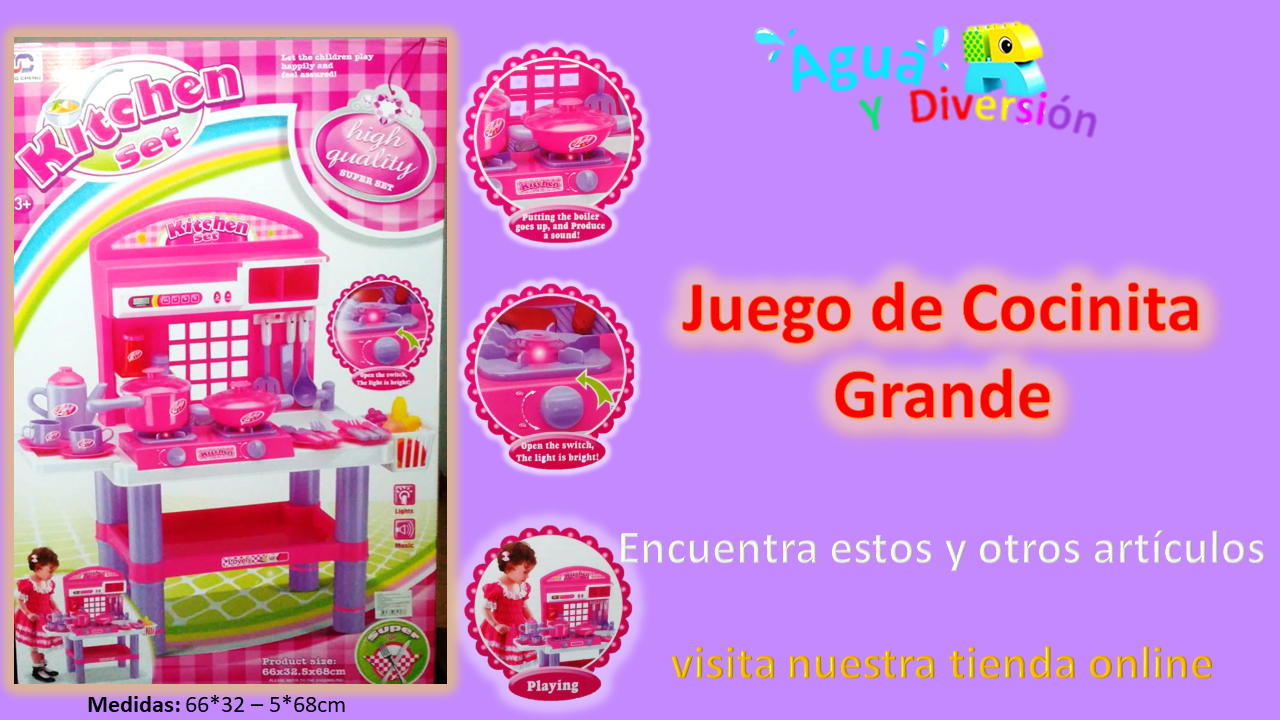 Agua
y Diversión
Let the children play
happily and
feel assured!
Kitchen
set
high
quality
SUPER SET
3+
Kitchen
Set
Open the switch,
The light is bright!
Kitchen
Lights
Music
Super
Product size:
66x32.5x68cm
Medidas: 66*32 – 5*68cm
Kitchen
Putting the boiler
goes up, and Produce
a sound!
Open the switch,
The light is bright!
Playing
Juego de Cocinita
Grande
Encuentra estos y otros artículos
visita nuestra tienda online